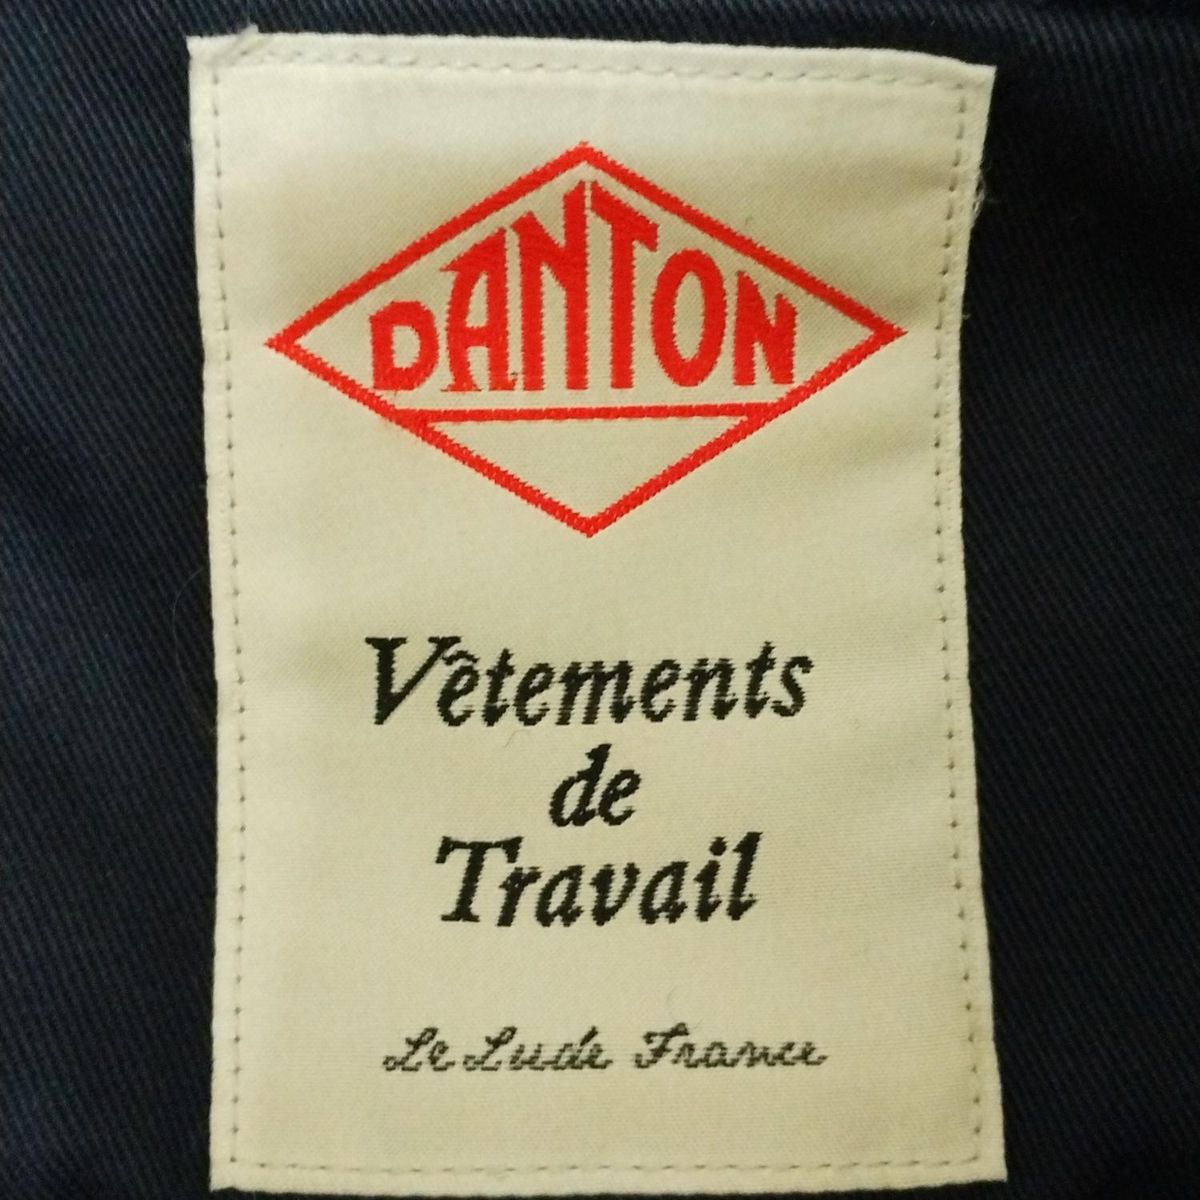 DANTON
Vêtements
de
Travail
Le Lude France